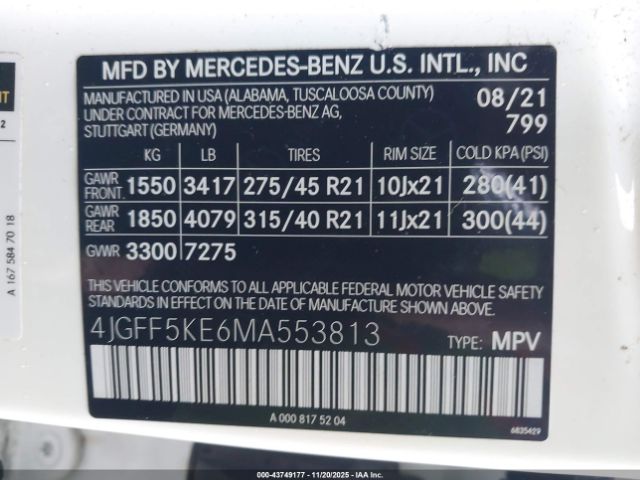 MFD BY MERCEDES-BENZ U.S. INTL., INC
MANUFACTURED IN USA (ALABAMA, TUSCALOOSA COUNTY) 08/21
UNDER CONTRACT FOR MERCEDES-BENZ AG, 799
STUTTGART (GERMANY)
KG LB TIRES RIM SIZE COLD KPA (PSI)
GAWR FRONT. 1550 3417 275/45 R21 10Jx21 280(41)
GAWR REAR 1850 4079 315/40 R21 11Jx21 300(44)
GVWR 3300 7275
THIS VEHICLE CONFORMS TO ALL APPLICABLE FEDERAL MOTOR VEHICLE SAFETY
STANDARDS IN EFFECT ON THE DATE OF MANUFACTURE SHOWN ABOVE.
4JGFF5KE6MA553813 TYPE: MPV
A 000 817 52 04
6835429
A 167 584 70 18
2
000-43749177 - 11/20/2025 - IAAI, Inc.